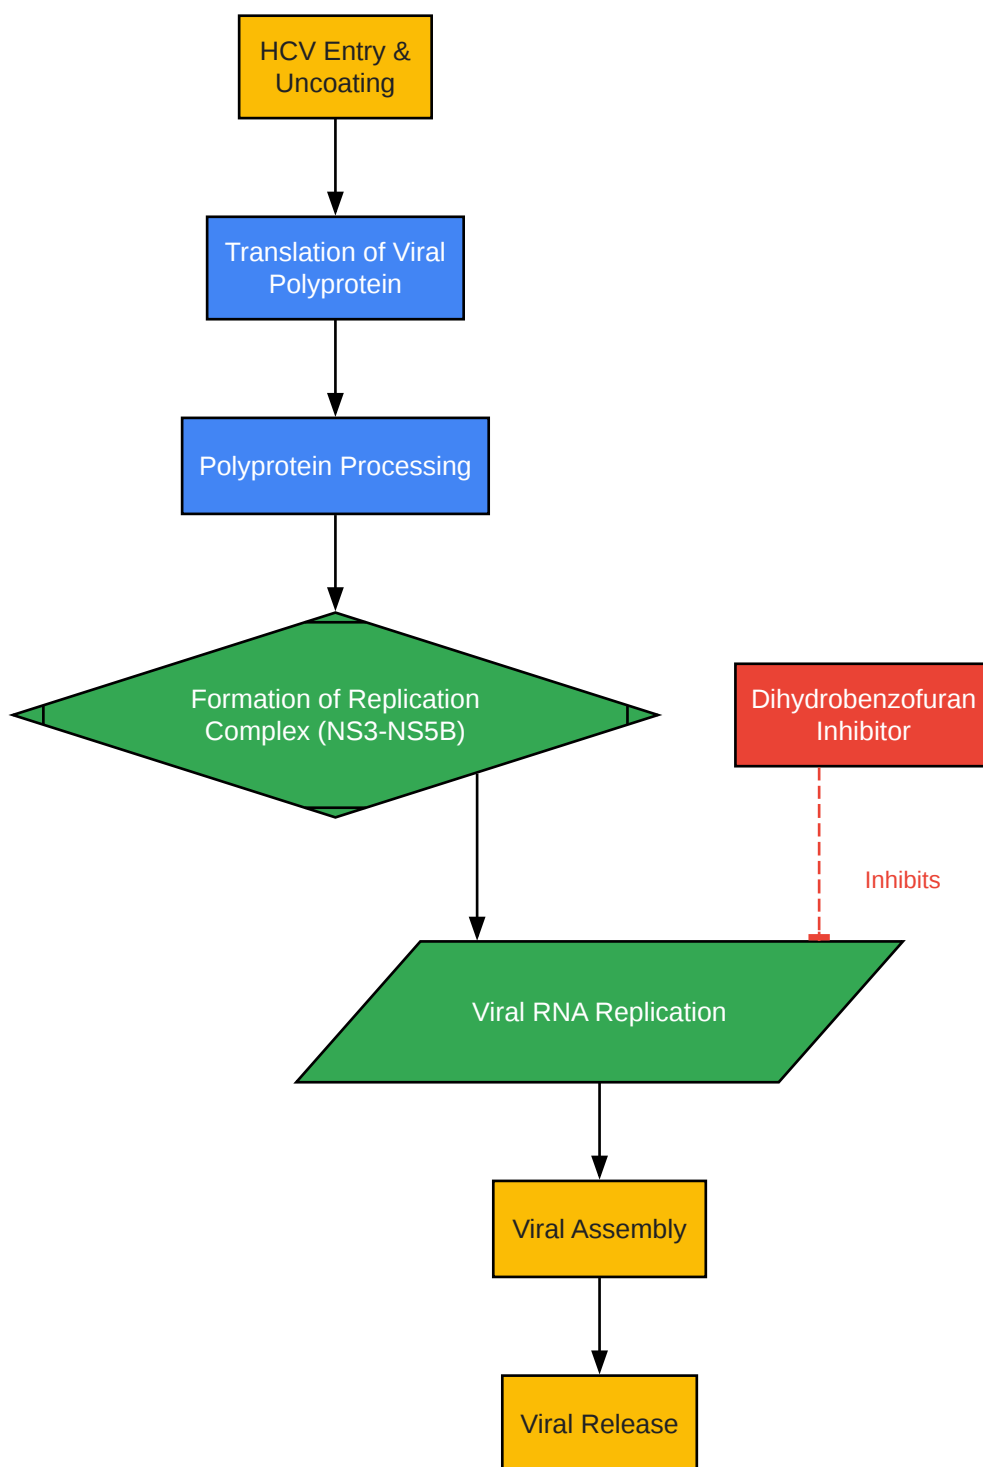 HCV Entry &
Uncoating
Translation of Viral
Polyprotein
Polyprotein Processing
Formation of Replication
Complex (NS3-NS5B)
Dihydrobenzofuran
Inhibitor
Inhibits
Viral RNA Replication
Viral Assembly
Viral Release